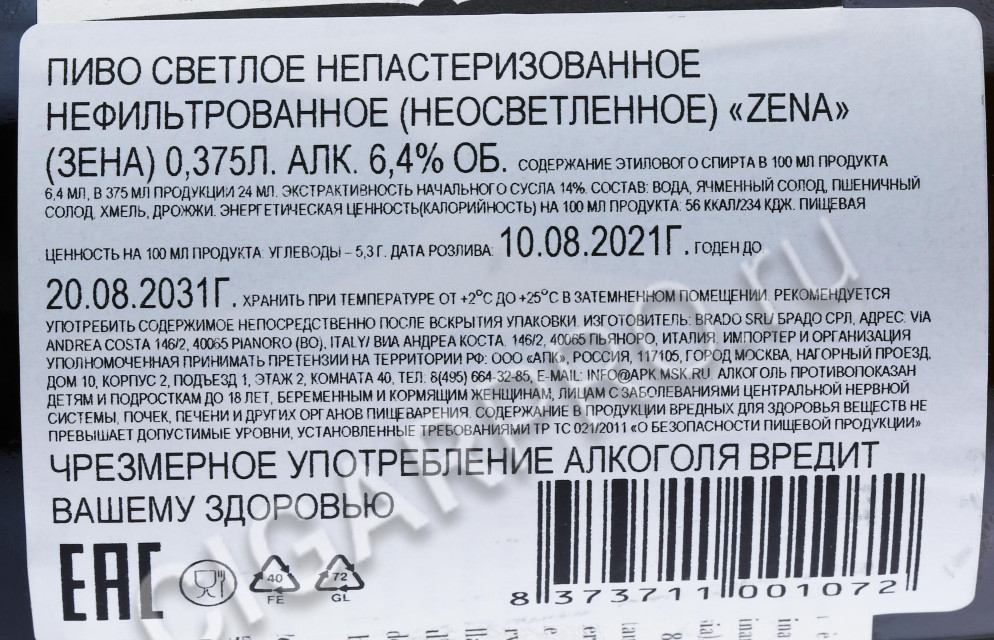 ПИВО СВЕТЛОЕ НЕПАСТЕРИЗОВАННОЕ
НЕФИЛЬТРОВАННОЕ (НЕОСВЕТЛЕННОЕ) «ZENA»
(ЗЕНА) 0,375Л. АЛК. 6,4% ОБ. СОДЕРЖАНИЕ ЭТИЛОВОГО СПИРТА В 100 МЛ ПРОДУКТА
6,4 МЛ, В 375 МЛ ПРОДУКЦИИ 24 МЛ. ЭКСТРАКТИВНОСТЬ НАЧАЛЬНОГО СУСЛА 14%. СОСТАВ: ВОДА, ЯЧМЕННЫЙ СОЛОД, ПШЕНИЧНЫЙ
СОЛОД, ХМЕЛЬ, ДРОЖЖИ. ЭНЕРГЕТИЧЕСКАЯ ЦЕННОСТЬ(КАЛОРИЙНОСТЬ) НА 100 МЛ ПРОДУКТА: 56 ККАЛ/234 КДЖ. ПИЩЕВАЯ
ЦЕННОСТЬ НА 100 МЛ ПРОДУКТА: УГЛЕВОДЫ – 5,3 Г. ДАТА РОЗЛИВА: 10.08.2021Г. ГОДЕН ДО
20.08.2031Г. ХРАНИТЬ ПРИ ТЕМПЕРАТУРЕ ОТ +2°С ДО +25°С В ЗАТЕМНЕННОМ ПОМЕЩЕНИИ. РЕКОМЕНДУЕТСЯ
УПОТРЕБИТЬ СОДЕРЖИМОЕ НЕПОСРЕДСТВЕННО ПОСЛЕ ВСКРЫТИЯ УПАКОВКИ. ИЗГОТОВИТЕЛЬ: BRADO SRL/ БРАДО СРЛ, АДРЕС: VIA
ANDREA COSTA 146/2, 40065 PIANORO (BO), ITALY/ ВИА АНДРЕА КОСТА, 146/2, 40065 ПЬЯНОРО, ИТАЛИЯ. ИМПОРТЕР И ОРГАНИЗАЦИЯ
УПОЛНОМОЧЕННАЯ ПРИНИМАТЬ ПРЕТЕНЗИИ НА ТЕРРИТОРИИ РФ: ООО «АПК», РОССИЯ, 117105, ГОРОД МОСКВА, НАГОРНЫЙ ПРОЕЗД,
ДОМ 10, КОРПУС 2, ПОДЪЕЗД 1, ЭТАЖ 2, КОМНАТА 40, ТЕЛ: 8(495) 664-32-85, E-MAIL: INFO@APK.MSK.RU. АЛКОГОЛЬ ПРОТИВОПОКАЗАН
ДЕТЯМ И ПОДРОСТКАМ ДО 18 ЛЕТ, БЕРЕМЕННЫМ И КОРМЯЩИМ ЖЕНЩИНАМ, ЛИЦАМ С ЗАБОЛЕВАНИЯМИ ЦЕНТРАЛЬНОЙ НЕРВНОЙ
СИСТЕМЫ, ПОЧЕК, ПЕЧЕНИ И ДРУГИХ ОРГАНОВ ПИЩЕВАРЕНИЯ. СОДЕРЖАНИЕ В ПРОДУКЦИИ ВРЕДНЫХ ДЛЯ ЗДОРОВЬЯ ВЕЩЕСТВ НЕ
ПРЕВЫШАЕТ ДОПУСТИМЫЕ УРОВНИ, УСТАНОВЛЕННЫЕ ТРЕБОВАНИЯМИ ТР ТС 021/2011 «О БЕЗОПАСНОСТИ ПИЩЕВОЙ ПРОДУКЦИИ»
ЧРЕЗМЕРНОЕ УПОТРЕБЛЕНИЕ АЛКОГОЛЯ ВРЕДИТ
ВАШЕМУ ЗДОРОВЬЮ
EAC
40
FE
72
GL
8 373711 001072
CIGARPRO.ru